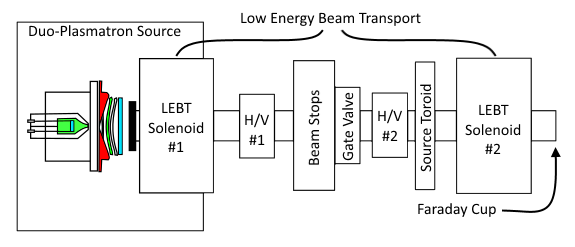 Low Energy Beam Transport
Duo-Plasmatron Source
LEBT
Solenoid
#1
H/V
#1
Beam Stops
Gate Valve
H/V
#2
Source Toroid
LEBT
Solenoid
#2
Faraday Cup